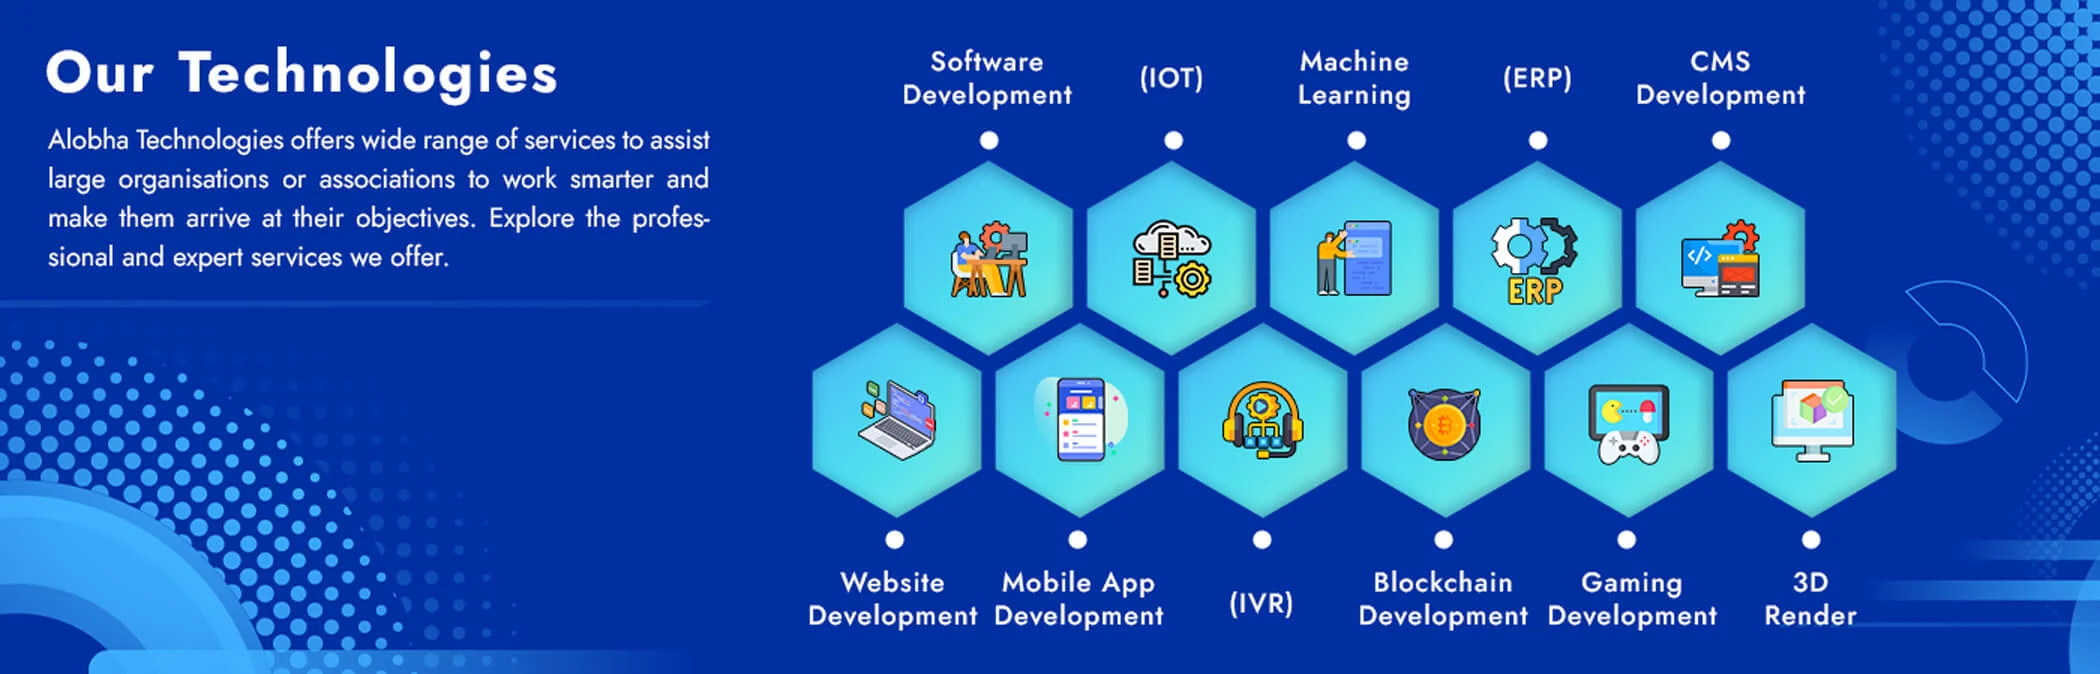 Our Technologies
Alobha Technologies offers wide range of services to assist
large organisations or associations to work smarter and
make them arrive at their objectives. Explore the profes-
sional and expert services we offer.
Software
Development
(IOT)
Machine
Learning
(ERP)
CMS
Development
ERP
Website
Development
Mobile App
Development
(IVR)
Blockchain
Development
Gaming
Development
3D
Render